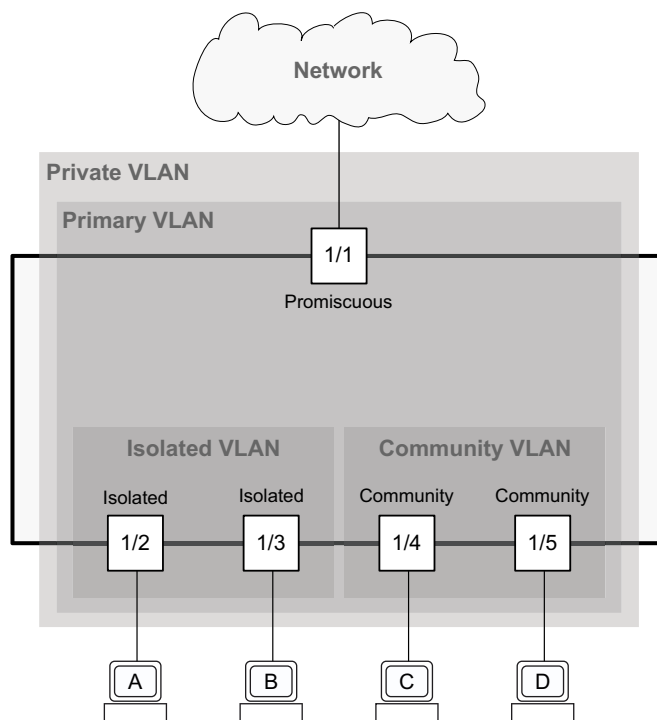 Network
Private VLAN
Primary VLAN
1/1
Promiscuous
Isolated VLAN
Community VLAN
Isolated
Isolated
Community
Community
1/2
1/3
1/4
1/5
A
B
C
D